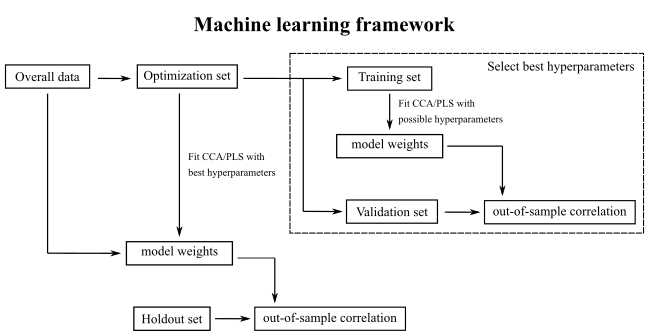 Machine learning framework
Select best hyperparameters
Overall data
Optimization set
Training set
Fit CCA/PLS with
possible hyperparameters
model weights
Fit CCA/PLS with
best hyperparameters
Validation set
out-of-sample correlation
model weights
Holdout set
out-of-sample correlation